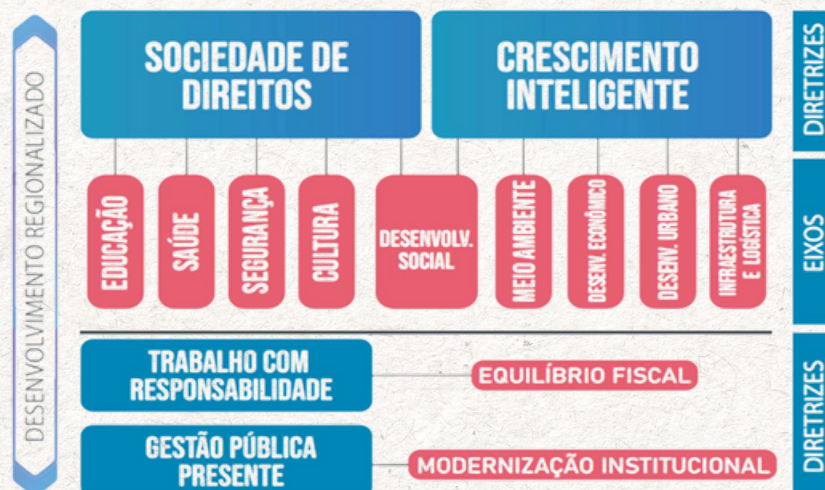 DESENVOLVIMENTO REGIONALIZADO
SOCIEDADE DE
DIREITOS
CRESCIMENTO
INTELIGENTE
DIRETRIZES
EDUCAÇÃO
SAÚDE
SEGURANÇA
CULTURA
DESENVOLV.
SOCIAL
MEIO AMBIENTE
DESENV. ECONÔMICO
DESENV. URBANO
INFRAESTRUTURA
E LOGÍSTICA
EIXOS
TRABALHO COM
RESPONSABILIDADE
EQUILÍBRIO FISCAL
GESTÃO PÚBLICA
PRESENTE
MODERNIZAÇÃO INSTITUCIONAL
DIRETRIZES